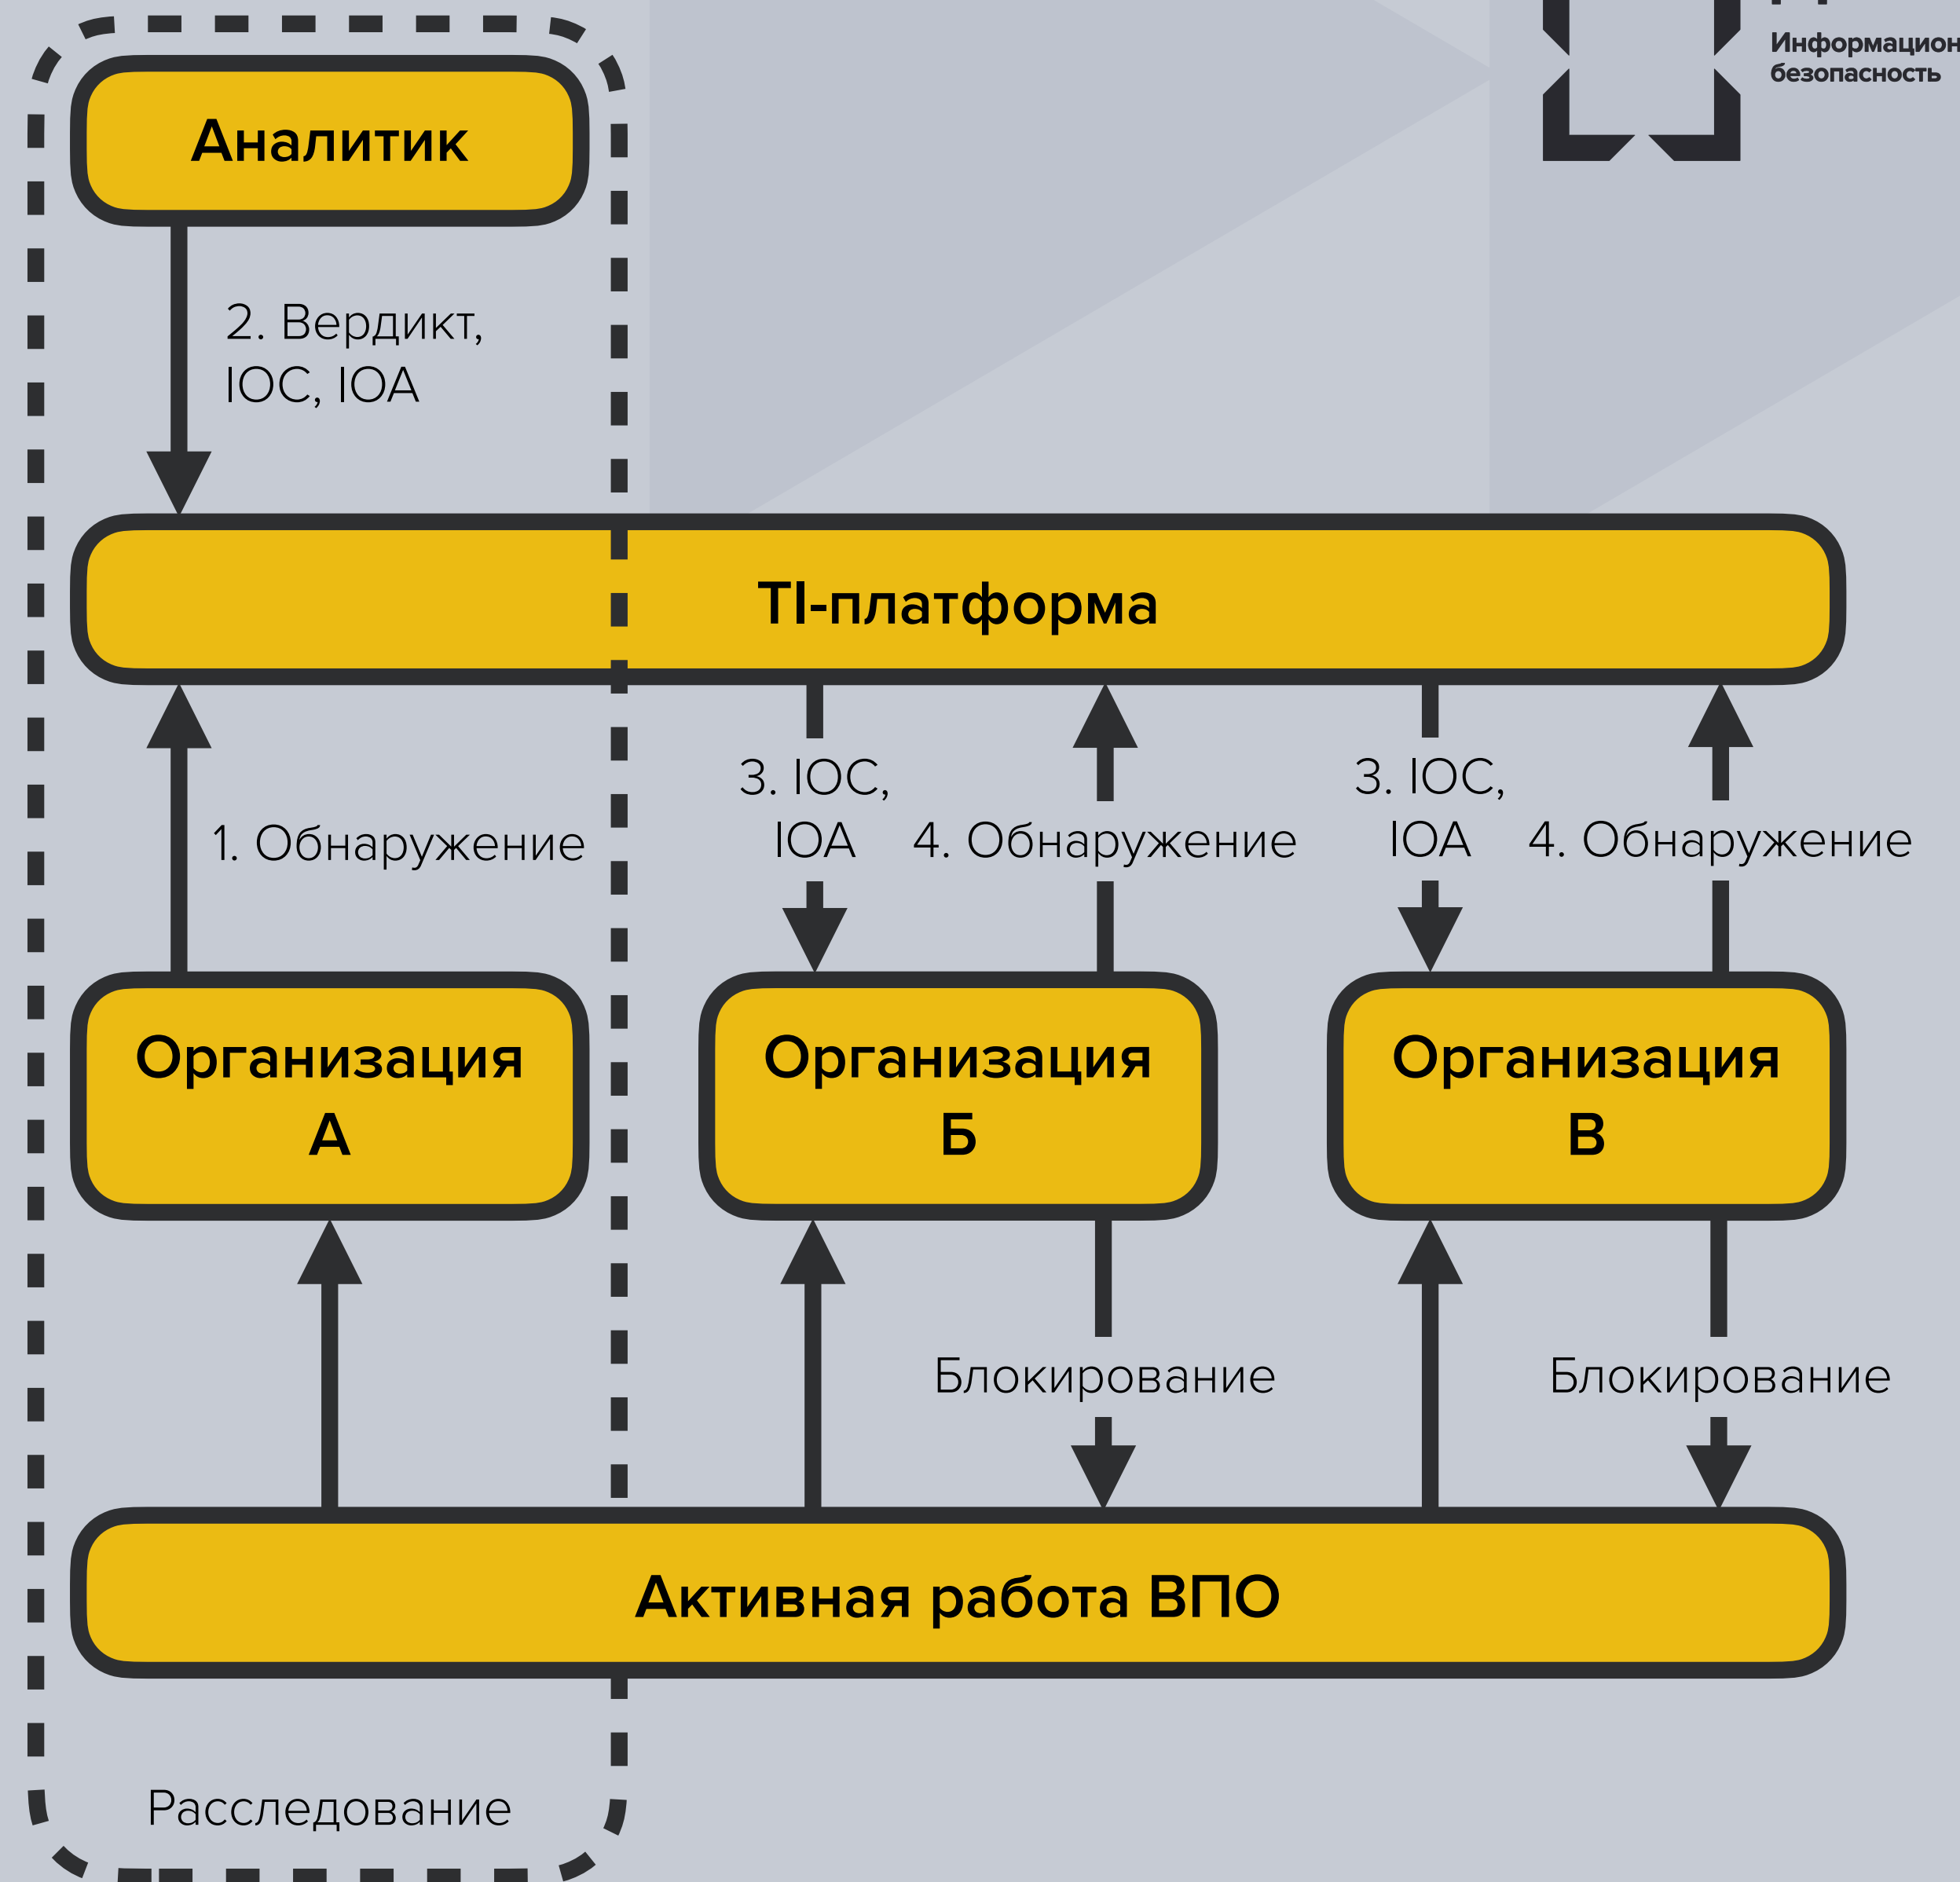 Информацион
безопасность
Аналитик
2. Вердикт,
IOC, IOA
TI-платформа
1. Обнаружение
3. IOC,
IOA
4. Обнаружение
3. IOC,
IOA
4. Обнаружение
Организация
А
Организация
Б
Организация
В
Блокирование
Блокирование
Активная работа ВПО
Расследование